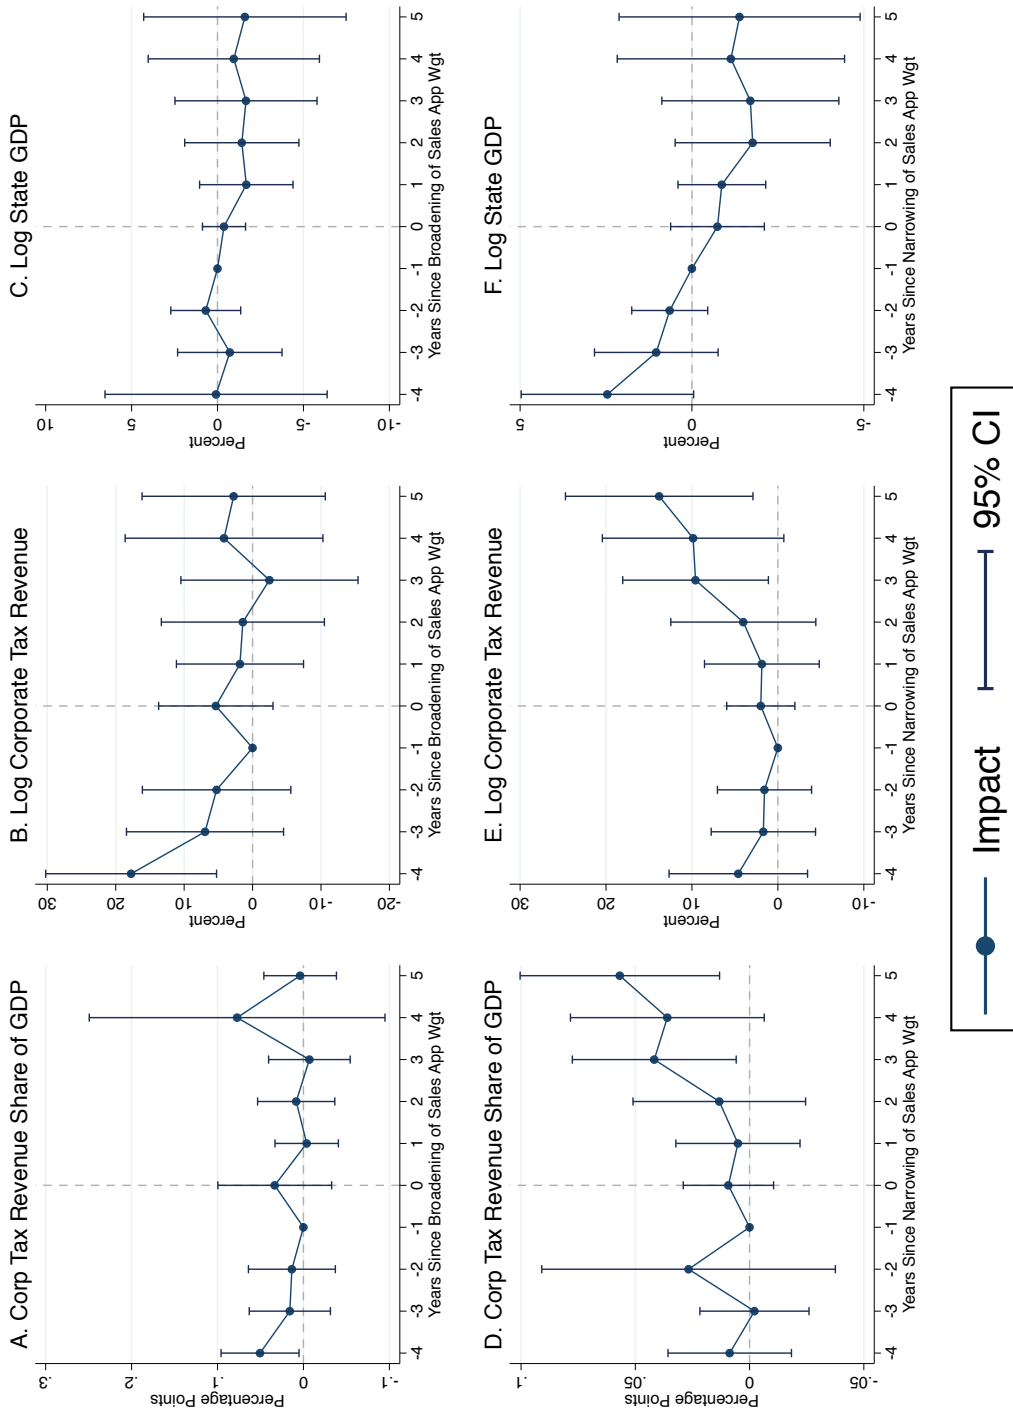 A. Corp Tax Revenue Share of GDP
Percentage Points
.3
.2
.1
0
-.1
-4 -3 -2 -1 0 1 2 3 4 5
Years Since Broadening of Sales App Wgt
B. Log Corporate Tax Revenue
Percent
30
20
10
0
-10
-20
-4 -3 -2 -1 0 1 2 3 4 5
Years Since Broadening of Sales App Wgt
C. Log State GDP
Percent
10
5
0
-5
-10
-4 -3 -2 -1 0 1 2 3 4 5
Years Since Broadening of Sales App Wgt
D. Corp Tax Revenue Share of GDP
Percentage Points
.1
.05
0
-.05
-4 -3 -2 -1 0 1 2 3 4 5
Years Since Narrowing of Sales App Wgt
E. Log Corporate Tax Revenue
Percent
30
20
10
0
-10
-4 -3 -2 -1 0 1 2 3 4 5
Years Since Narrowing of Sales App Wgt
F. Log State GDP
Percent
5
0
-5
-4 -3 -2 -1 0 1 2 3 4 5
Years Since Narrowing of Sales App Wgt
Impact 95% CI